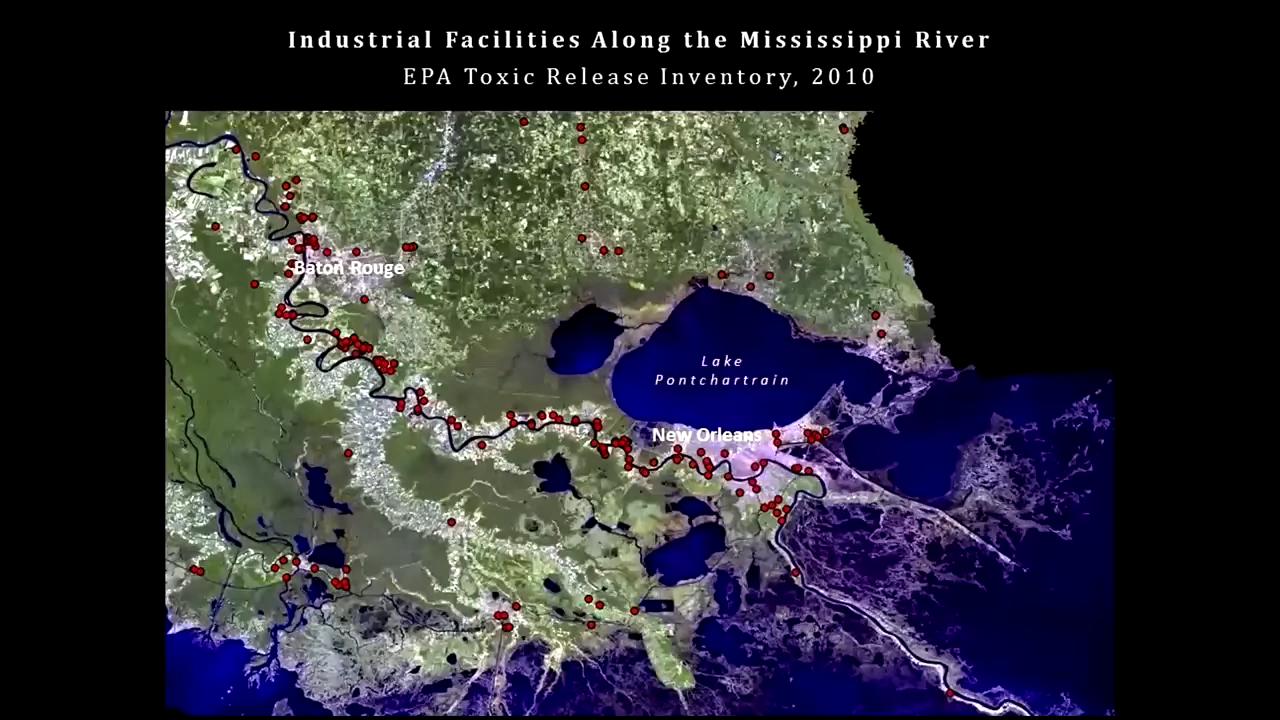 Industrial Facilities Along the Mississippi River
EPA Toxic Release Inventory, 2010
Baton Rouge
Lake
Pontchartrain
New Orleans